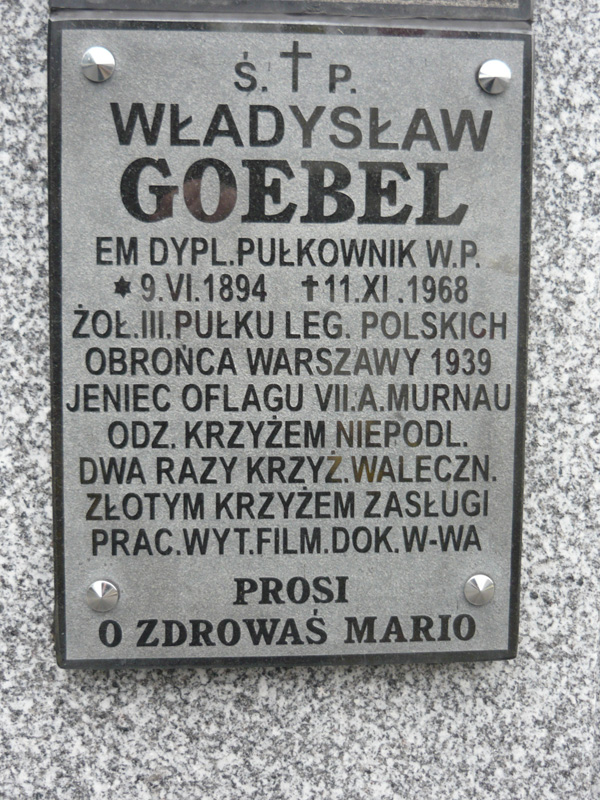 Ś. † P.
WŁADYSŁAW
GOEBEL
EM DYPL.PUŁKOWNIK W.P.
✶ 9.VI.1894 † 11.XI.1968
ŻOŁ.III.PUŁKU LEG. POLSKICH
OBROŃCA WARSZAWY 1939
JENIEC OFLAGU VII.A.MURNAU
ODZ. KRZYŻEM NIEPODL.
DWA RAZY KRZYŻ.WALECZN.
ZŁOTYM KRZYŻEM ZASŁUGI
PRAC.WYT.FILM.DOK.W-WA
PROSI
O ZDROWAŚ MARIO